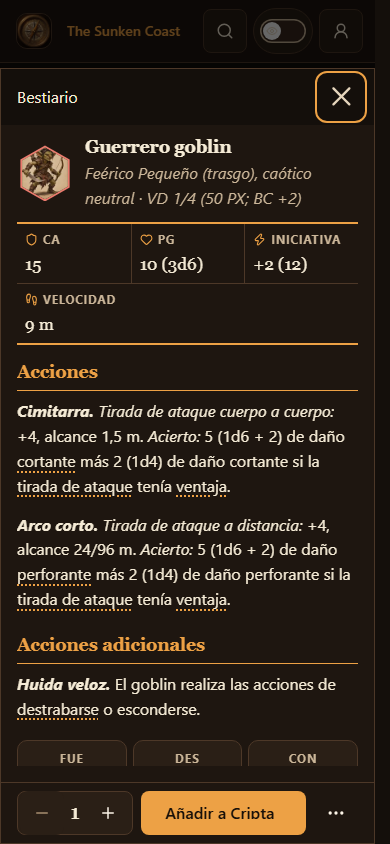 The Sunken Coast
Bestiario
Guerrero goblin
Feérico Pequeño (trasgo), caótico
neutral · VD 1/4 (50 PX; BC +2)
CA
PG
INICIATIVA
15
10 (3d6)
+2 (12)
VELOCIDAD
9 m
Acciones
Cimitarra. Tirada de ataque cuerpo a cuerpo:
+4, alcance 1,5 m. Acierto: 5 (1d6 + 2) de daño
cortante más 2 (1d4) de daño cortante si la
tirada de ataque tenía ventaja.
Arco corto. Tirada de ataque a distancia: +4,
alcance 24/96 m. Acierto: 5 (1d6 + 2) de daño
perforante más 2 (1d4) de daño perforante si la
tirada de ataque tenía ventaja.
Acciones adicionales
Huida veloz. El goblin realiza las acciones de
destrabarse o esconderse.
FUE
DES
CON
− 1 +
Añadir a Cripta